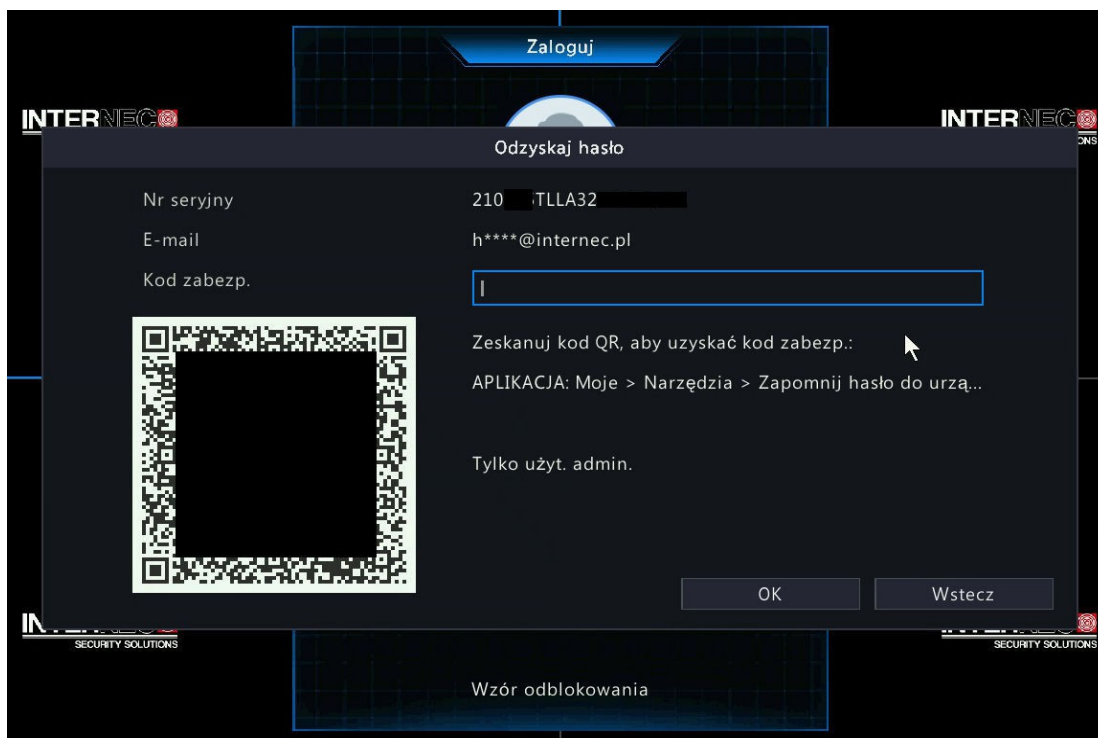 Zaloguj
INTERNEC
INTERNEC
ONS
Odzyskaj hasło
Nr seryjny
210 TLLA32
E-mail
h****@internec.pl
Kod zabezp.
Zeskanuj kod QR, aby uzyskać kod zabezp.:
APLIKACJA: Moje > Narzędzia > Zapomnij hasło do urzą...
Tylko użyt. admin.
OK
Wstecz
SECURITY SOLUTIONS
SECURITY SOLUTIONS
Wzór odblokowania